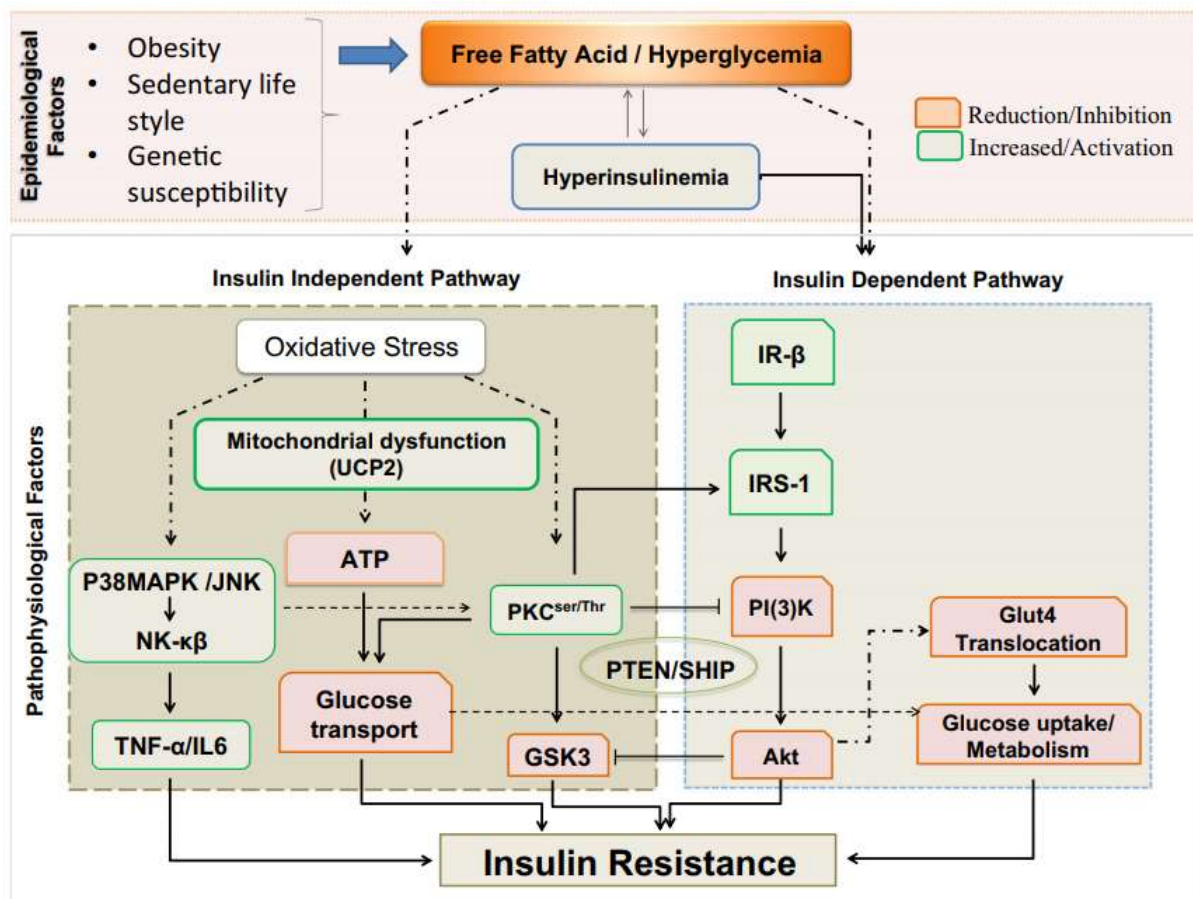 Epidemiological
Factors
• Obesity
• Sedentary life
style
• Genetic
susceptibility
Free Fatty Acid / Hyperglycemia
Hyperinsulinemia
Reduction/Inhibition
Increased/Activation
Pathophysiological Factors
Insulin Independent Pathway
Insulin Dependent Pathway
Oxidative Stress
Mitochondrial dysfunction
(UCP2)
ATP
P38MAPK /JNK
NK-κβ
PKCser/Thr
Glucose
transport
TNF-α/IL6
GSK3
PTEN/SHIP
IR-β
IRS-1
PI(3)K
Akt
Glut4
Translocation
Glucose uptake/
Metabolism
Insulin Resistance